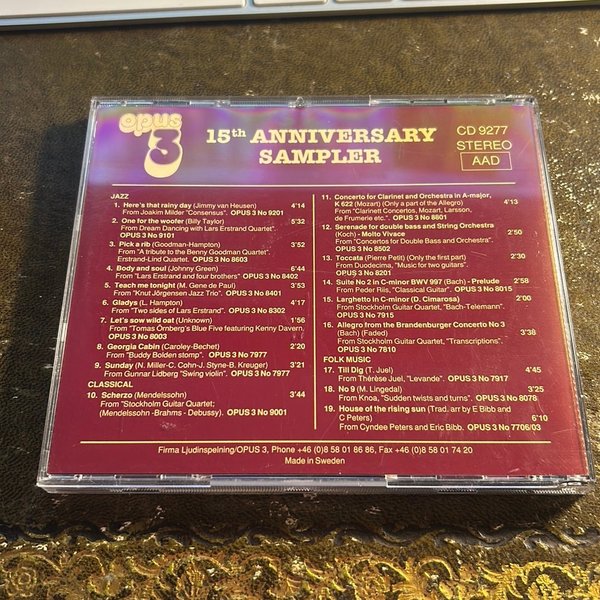 opus 3
15th ANNIVERSARY
SAMPLER
CD 9277
STEREO
AAD
JAZZ
1. Here's that rainy day (Jimmy van Heusen) 4'14
From Joakim Milder "Consensus". OPUS 3 No 9201
2. One for the woofer (Billy Taylor) 5'32
From Dream Dancing with Lars Erstrand Quartet.
OPUS 3 No 9101
3. Pick a rib (Goodman-Hampton) 3'52
From "A tribute to the Benny Goodman Quartet.
Erstrand-Lind Quartet. OPUS 3 No 8603
4. Body and soul (Johnny Green) 6'44
From "Lars Erstrand and four brothers". OPUS 3 No 8402
5. Teach me tonight (M. Gene de Paul) 3'53
From "Knut Jörgensen Jazz Trio". OPUS 3 No 8401
6. Gladys (L. Hampton) 4'17
From "Two sides of Lars Erstrand". OPUS 3 No 8302
7. Let's sow wild oat (Unknown) 1'56
From "Tomas Örnberg's Blue Five featuring Kenny Davern.
OPUS 3 No 8003
8. Georgia Cabin (Caroley-Bechet) 2'20
From "Buddy Bolden stomp". OPUS 3 No 7977
9. Sunday (N. Miller-C. Cohn-J. Styne-B. Kreuger) 3'21
From Gunnar Lidberg "Swing violin". OPUS 3 No 7977
CLASSICAL
10. Scherzo (Mendelssohn) 3'44
From "Stockholm Guitar Quartet;
(Mendelssohn -Brahms - Debussy). OPUS 3 No 9001
11. Concerto for Clarinet and Orchestra in A-major,
K 622 (Mozart) (Only a part of the Allegro) 4'13
From "Clarinet Concertos, Mozart, Larsson,
de Frumerie etc.". OPUS 3 No 8801
12. Serenade for double bass and String Orchestra
(Koch) - Molto Vivace 2'50
From "Concertos for Double Bass and Orchestra".
OPUS 3 No 8502
13. Toccata (Pierre Petit) (Only the first part) 2'30
From Duodecima, "Music for two guitars".
OPUS 3 No 8201
14. Suite No 2 in C-minor BWV 997 (Bach) - Prelude 2'58
From Peder Riis, "Classical Guitar". OPUS 3 No 8015
15. Larghetto in C-minor (D. Cimarosa) 2'00
From Stockholm Guitar Quartet, "Bach-Telemann". OPUS 3
No 7915
16. Allegro from the Brandenburger Concerto No 3
(Bach) (Faded) 3'38
From Stockholm Guitar Quartet, "Transcriptions". OPUS 3
No 7810
FOLK MUSIC
17. Till Dig (T. Juel) 4'45
From Thérèse Juel, "Levande". OPUS 3 No 7917
18. No 9 (M. Lingedal) 3'25
From Knoa, "Sudden twists and turns". OPUS 3 No 8078
19. House of the rising sun (Trad. arr by E Bibb and
C Peters) 6'10
From Cyndee Peters and Eric Bibb. OPUS 3 No 7706/03
Firma Ljudinspelning/OPUS 3, Phone +46 (0)8 58 01 86 86, Fax +46 (0)8 58 01 74 20
Made in Sweden